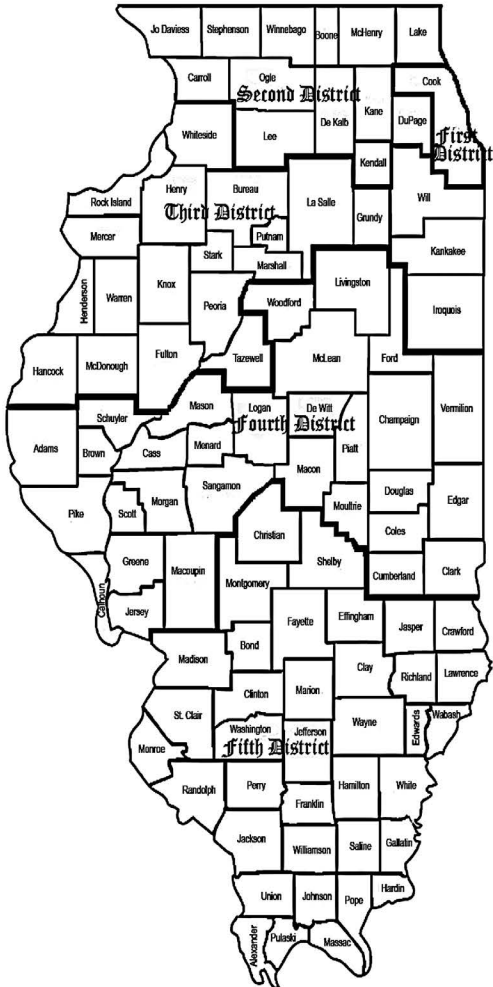 Jo Daviess Stephenson Winnebago Boone McHenry Lake
Carroll Ogle Cook
Second District
Kane
De Kalb
DuPage
First
District
Whiteside Lee
Kendall
Henry Bureau La Salle Will
Rock Island
Third District
Grundy
Mercer Putnam
Stark Marshall Kankakee
Henderson Warren Knox Peoria Woodford Livingston Iroquois
Hancock McDonough Fulton Tazewell McLean Ford
Mason Logan De Witt Champaign Vermilion
Schuyler
Fourth District
Adams Brown Cass Menard Piatt
Macon
Sangamon Douglas Edgar
Pike Scott Morgan Moultrie
Coles
Christian
Greene Macoupin Shelby
Montgomery Cumberland Clark
Calhoun Jersey
Fayette Effingham Jasper Crawford
Madison Bond
Clay Richland Lawrence
Clinton Marion
St. Clair Wayne Edwards Wabash
Washington Jefferson
Fifth District
Monroe
Randolph Perry Hamilton White
Franklin
Jackson Williamson Saline Gallatin
Union Johnson Pope Hardin
Alexander Pulaski Massac